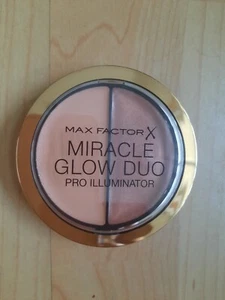 MAX FACTOR X
MIRACLE
GLOW DUO
PRO ILLUMINATOR